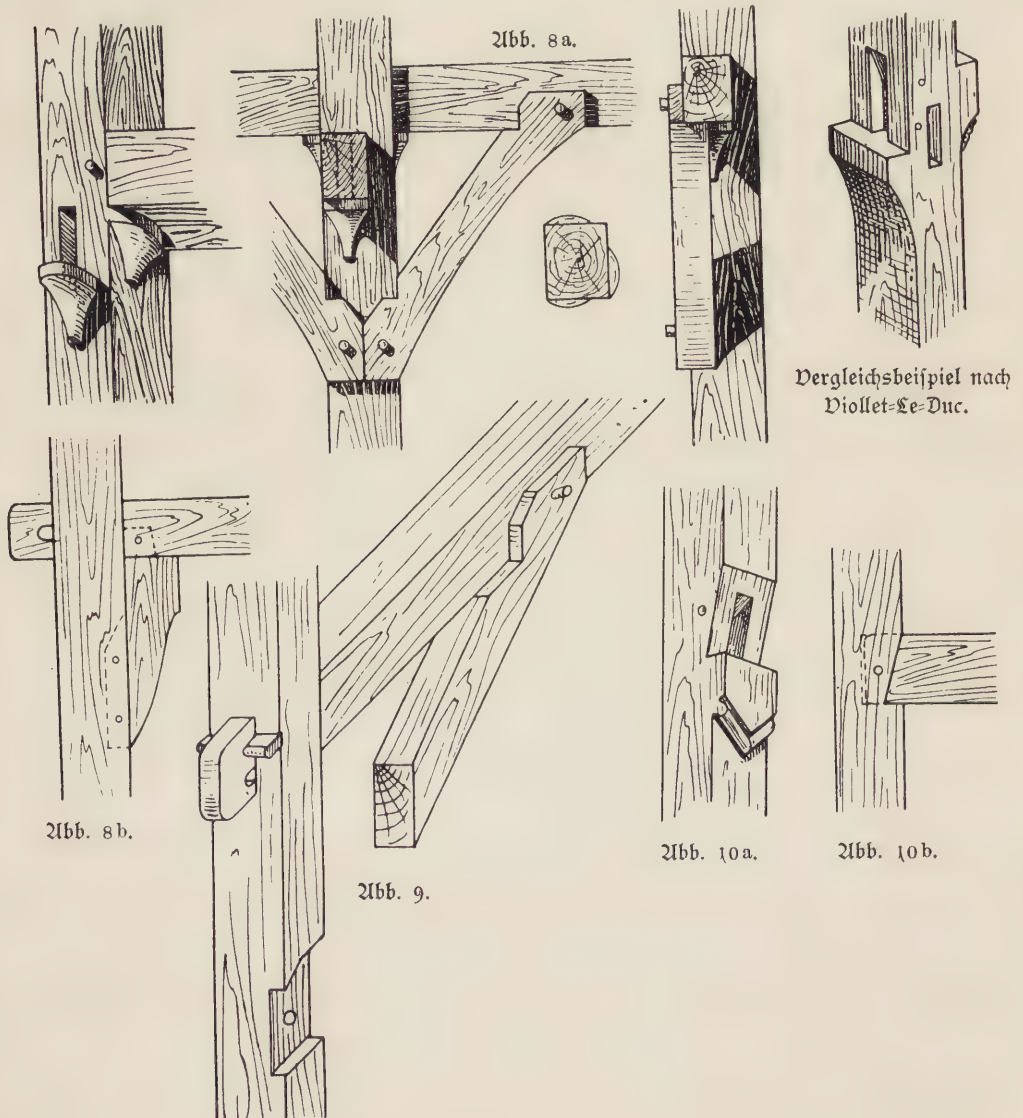 Abb. 8a.
Vergleichsbeiſpiel nach
Viollet=Le=Duc.
Abb. 8b.
Abb. 9.
Abb. 10a.
Abb. 10b.